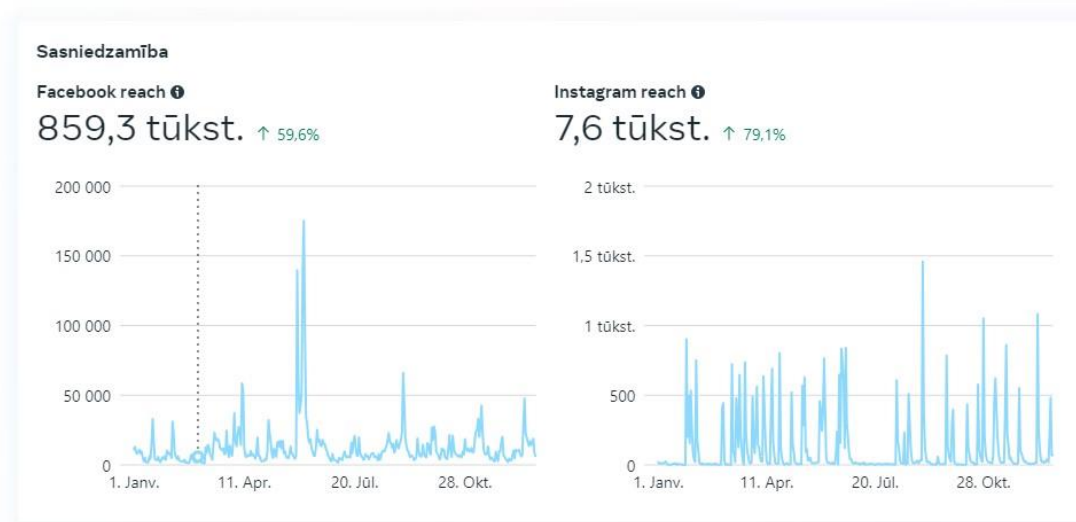 Sasniedzamība
Facebook reach
859,3 tūkst. ↑ 59,6%
200 000
150 000
100 000
50 000
0
1. Janv. 11. Apr. 20. Jūl. 28. Okt.
Instagram reach
7,6 tūkst. ↑ 79,1%
2 tūkst.
1,5 tūkst.
1 tūkst.
500
0
1. Janv. 11. Apr. 20. Jūl. 28. Okt.